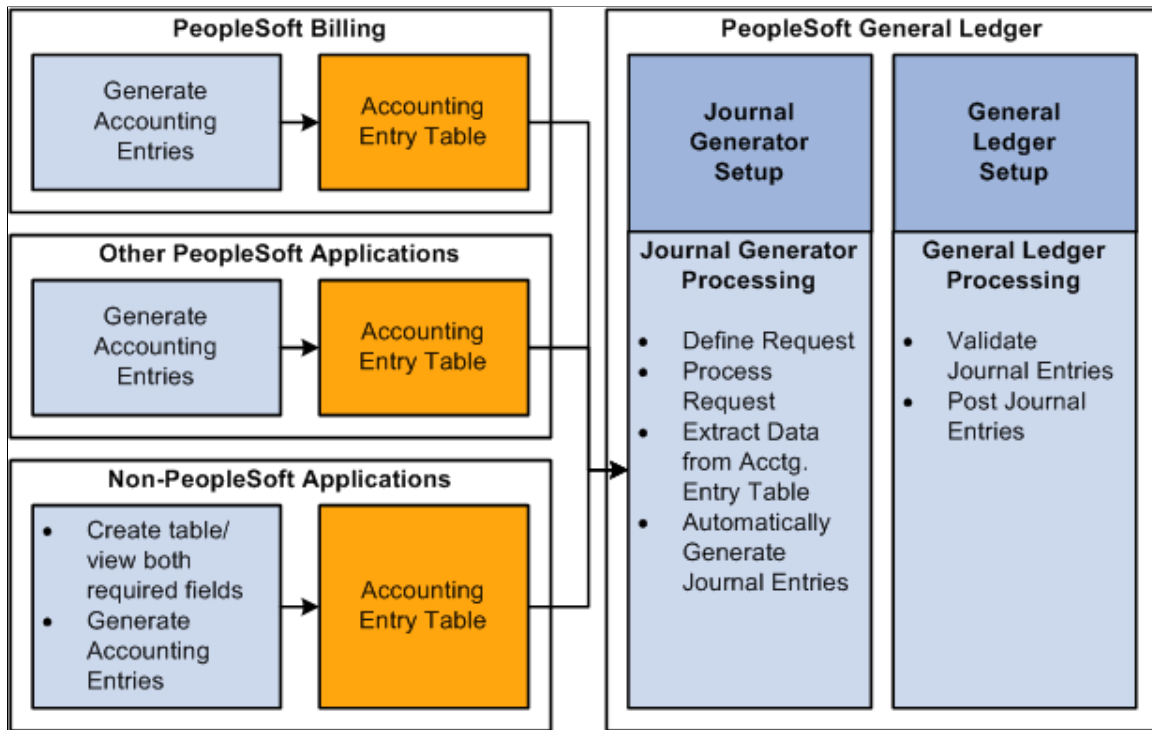 PeopleSoft Billing
Generate
Accounting
Entries
Accounting
Entry Table
Other PeopleSoft Applications
Generate
Accounting
Entries
Accounting
Entry Table
Non-PeopleSoft Applications
• Create table/
view both
required fields
• Generate
Accounting
Entries
Accounting
Entry Table
PeopleSoft General Ledger
Journal
Generator
Setup
Journal Generator
Processing
• Define Request
• Process
Request
• Extract Data
from Acctg.
Entry Table
• Automatically
Generate
Journal Entries
General
Ledger
Setup
General Ledger
Processing
• Validate
Journal Entries
• Post Journal
Entries